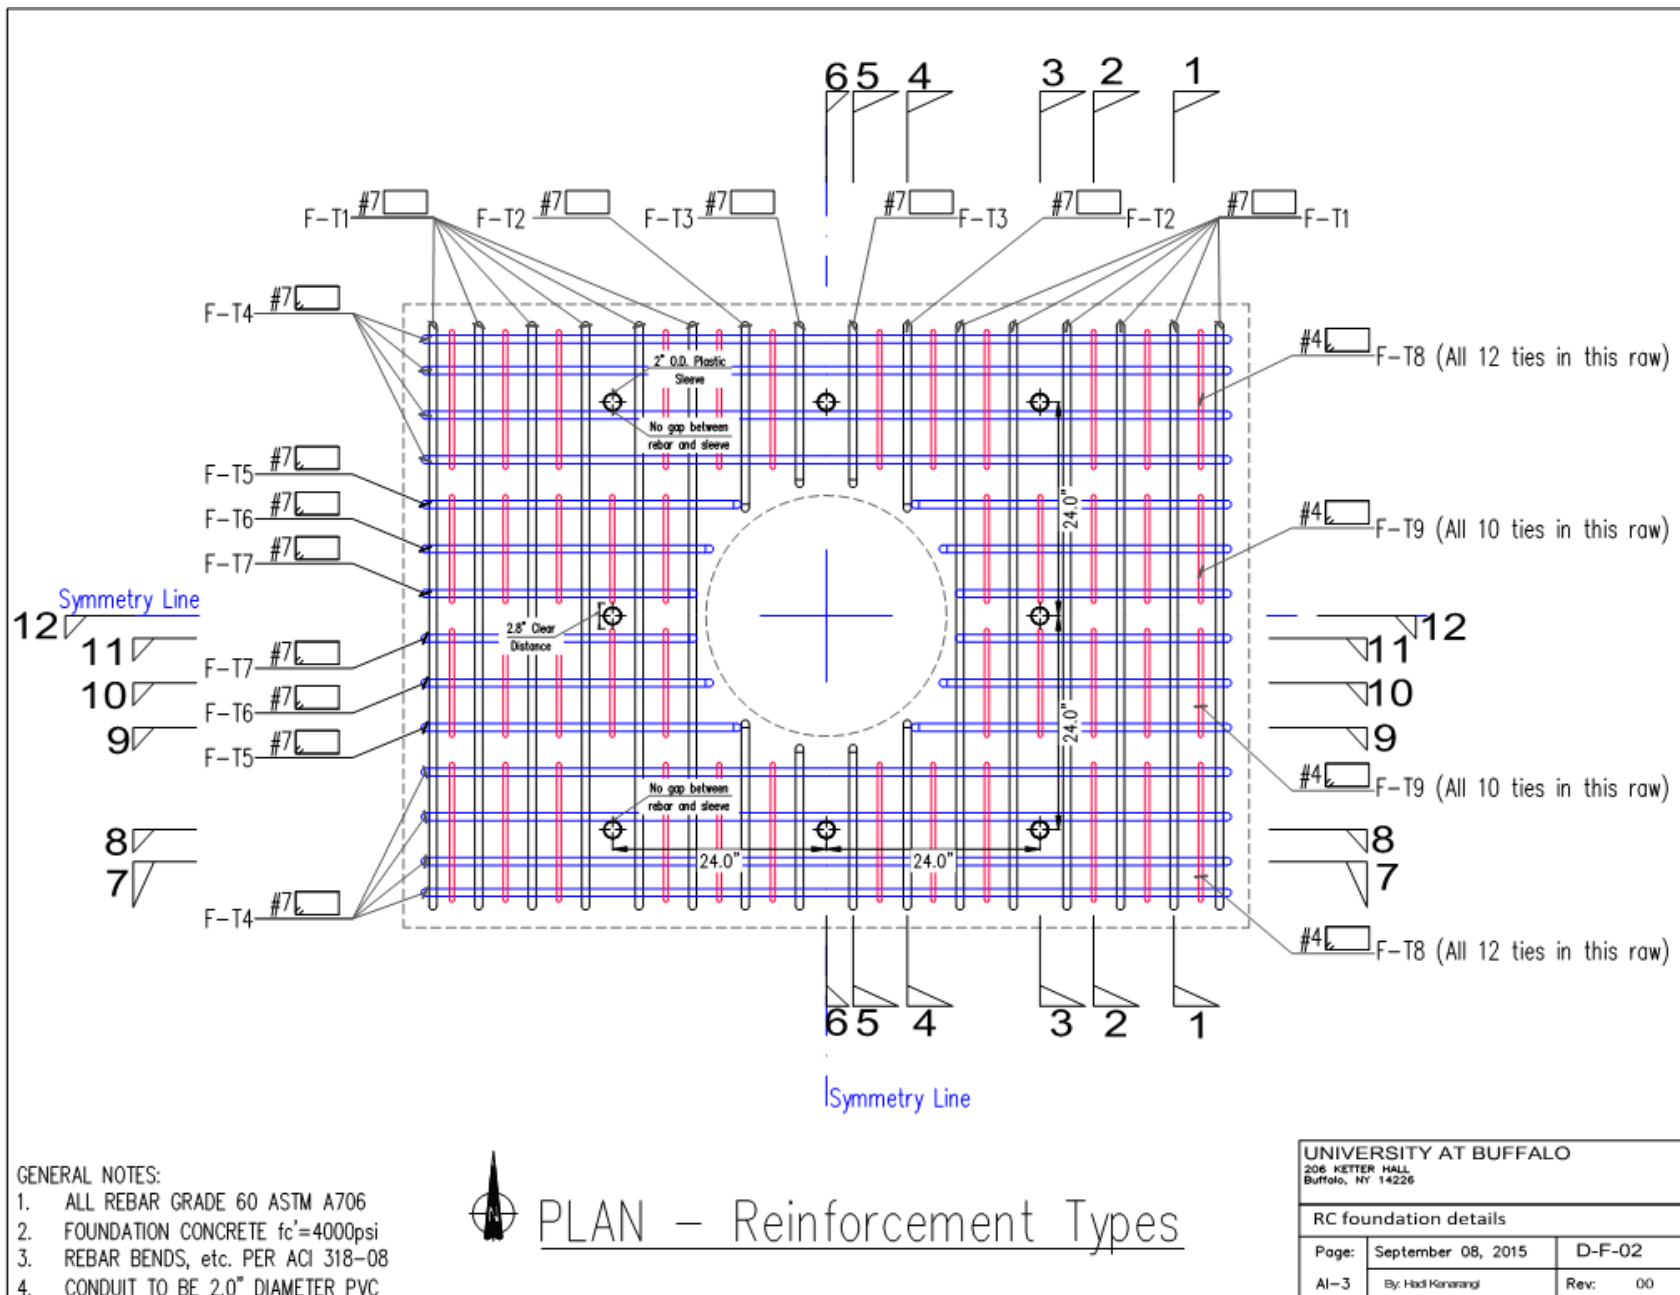 6 5 4 3 2 1
#7 #7 #7 #7 #7 #7
F-T1 F-T2 F-T3 F-T3 F-T2 F-T1
#7
F-T4
#4
F-T8 (All 12 ties in this raw)
2" O.D. Plastic
Sleeve
No gap between
rebar and sleeve
#7
F-T5
#7
F-T6
#7
F-T7
24.0"
#4
F-T9 (All 10 ties in this raw)
Symmetry Line
12 12
2.8" Clear
Distance
11 11
#7
F-T7
10 10
#7
F-T6
9 9
#7
F-T5
24.0"
#4
F-T9 (All 10 ties in this raw)
No gap between
rebar and sleeve
8 8
24.0" 24.0"
7 7
#7
F-T4
#4
F-T8 (All 12 ties in this raw)
6 5 4 3 2 1
Symmetry Line
GENERAL NOTES:
1. ALL REBAR GRADE 60 ASTM A706
2. FOUNDATION CONCRETE fc'=4000psi
3. REBAR BENDS, etc. PER ACI 318-08
4. CONDUIT TO BE 2.0" DIAMETER PVC
PLAN - Reinforcement Types
UNIVERSITY AT BUFFALO
206 KETTER HALL
Buffalo, NY 14226
RC foundation details
Page: September 08, 2015 D-F-02
AI-3 By: Hadi Kenarangi Rev: 00